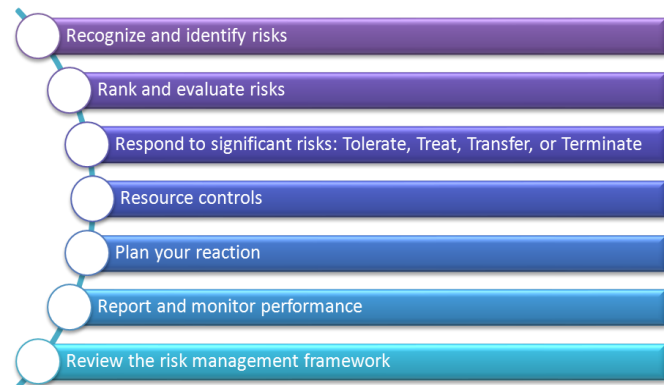 Recognize and identify risks
Rank and evaluate risks
Respond to significant risks: Tolerate, Treat, Transfer, or Terminate
Resource controls
Plan your reaction
Report and monitor performance
Review the risk management framework